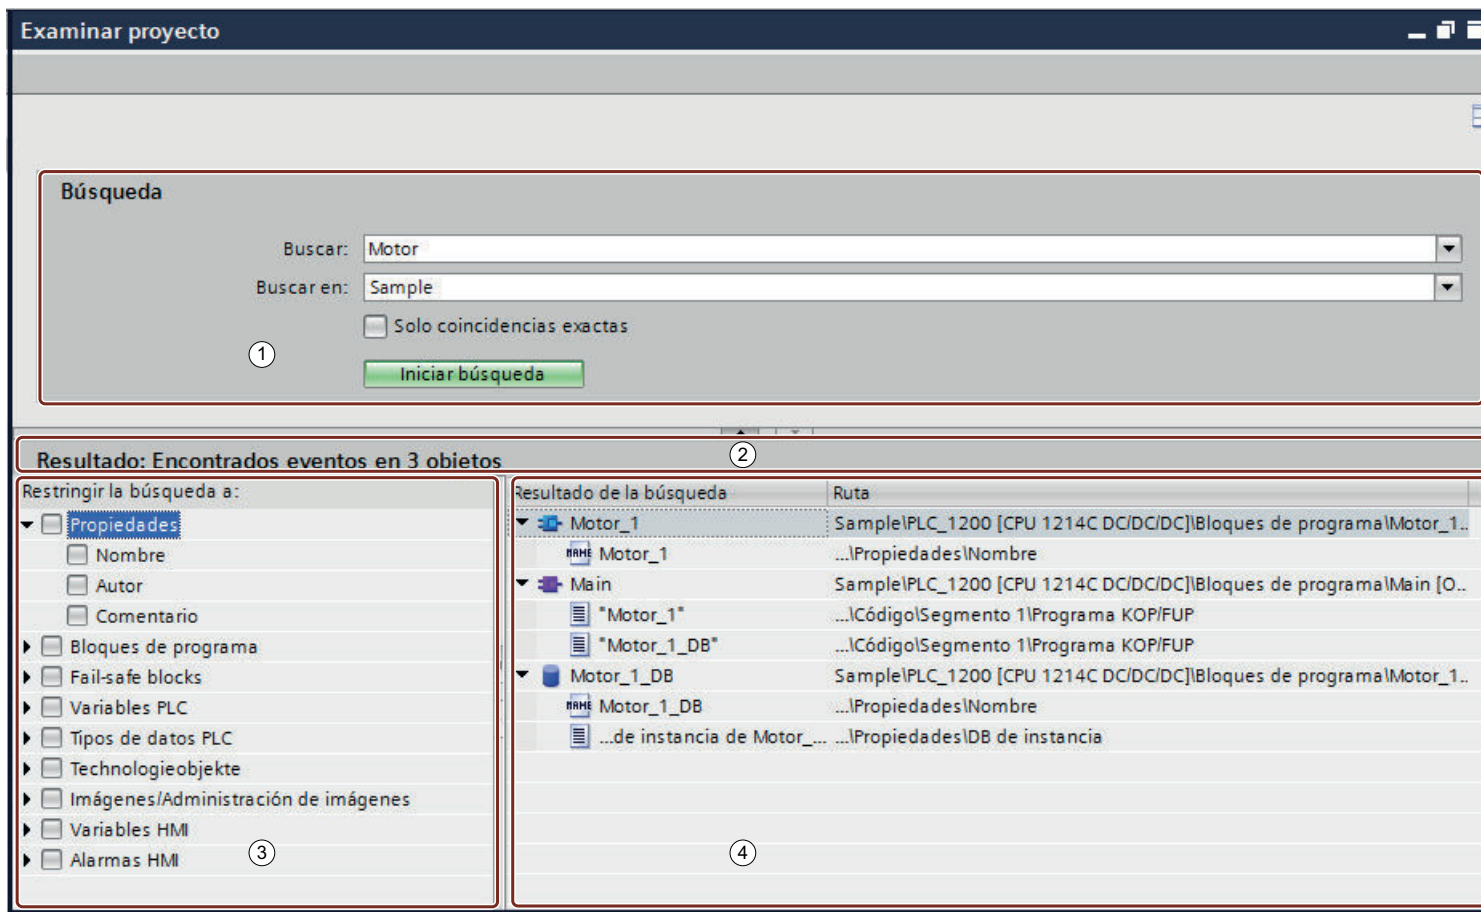 Examinar proyecto
Búsqueda
Buscar: Motor
Buscar en: Sample
Solo coincidencias exactas
①
Iniciar búsqueda
②
Resultado: Encontrados eventos en 3 objetos
Restringir la búsqueda a:
Propiedades
Nombre
Autor
Comentario
Bloques de programa
Fail-safe blocks
Variables PLC
Tipos de datos PLC
Technologieobjekte
Imágenes/Administración de imágenes
Variables HMI
Alarmas HMI
③
Resultado de la búsqueda Ruta
Motor_1 Sample\PLC_1200 [CPU 1214C DC/DC/DC]\Bloques de programa\Motor_1..
NAME Motor_1 ...\Propiedades\Nombre
Main Sample\PLC_1200 [CPU 1214C DC/DC/DC]\Bloques de programa\Main [O..
"Motor_1" ...\Código\Segmento 1\Programa KOP/FUP
"Motor_1_DB" ...\Código\Segmento 1\Programa KOP/FUP
Motor_1_DB Sample\PLC_1200 [CPU 1214C DC/DC/DC]\Bloques de programa\Motor_1..
NAME Motor_1_DB ...\Propiedades\Nombre
...de instancia de Motor_... ...\Propiedades\DB de instancia
④